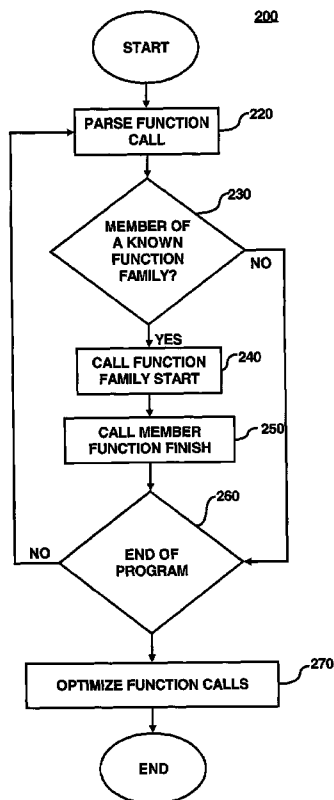 200
START
220
PARSE FUNCTION
CALL
230
MEMBER OF
A KNOWN
FUNCTION
FAMILY?
NO
YES
240
CALL FUNCTION
FAMILY START
250
CALL MEMBER
FUNCTION FINISH
260
END OF
PROGRAM
NO
270
OPTIMIZE FUNCTION CALLS
END